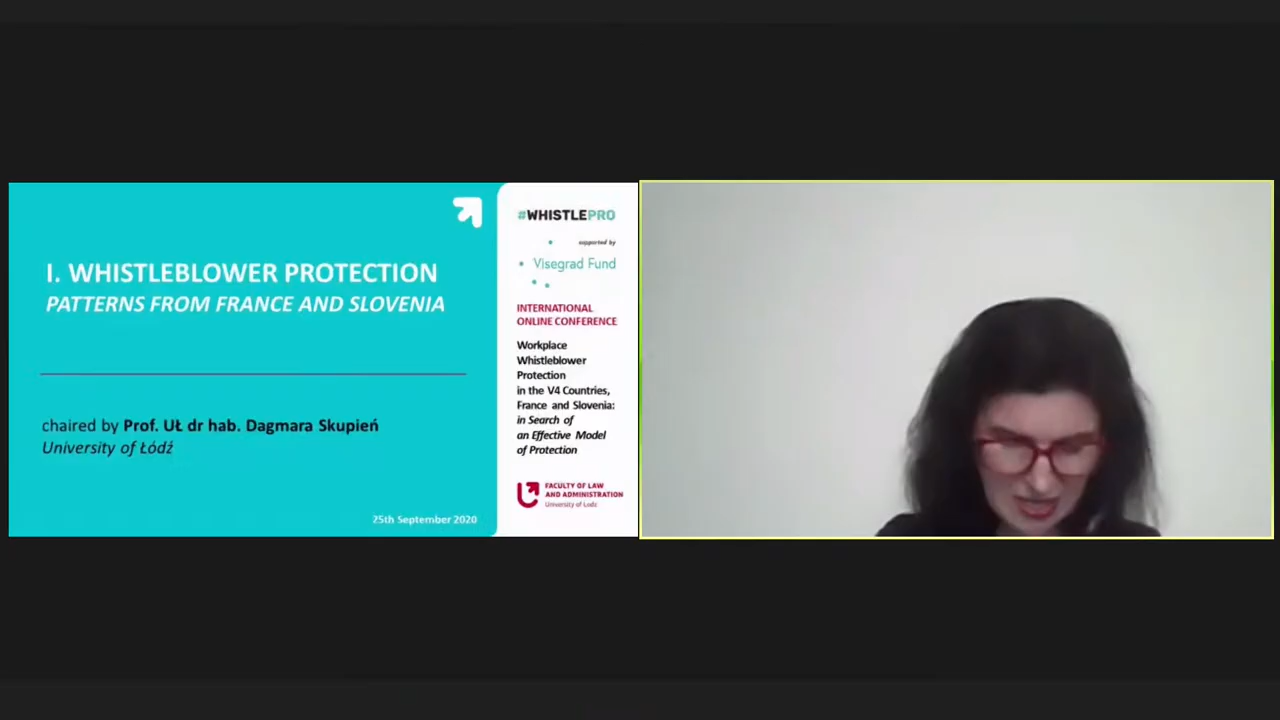 I. WHISTLEBLOWER PROTECTION
PATTERNS FROM FRANCE AND SLOVENIA
chaired by Prof. UŁ dr hab. Dagmara Skupień
University of Łódź
25th September 2020
#WHISTLEPRO
supported by
Visegrad Fund
INTERNATIONAL
ONLINE CONFERENCE
Workplace
Whistleblower
Protection
in the V4 Countries,
France and Slovenia:
in Search of
an Effective Model
of Protection
FACULTY OF LAW
AND ADMINISTRATION
University of Lodz